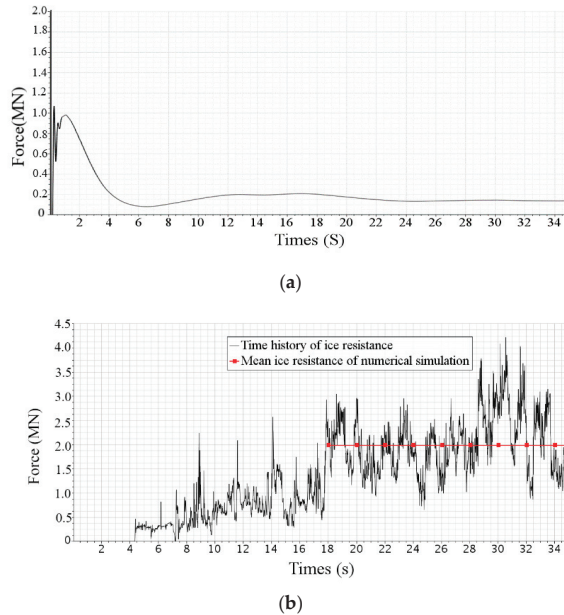 2.0
1.8
1.6
1.4
1.2
1.0
0.8
0.6
0.4
0.2
0
Force(MN)
2 4 6 8 10 12 14 16 18 20 22 24 26 28 30 32 34
Times (S)
(a)
4.5
4.0
3.5
3.0
2.5
2.0
1.5
1.0
0.5
0
Force (MN)
Time history of ice resistance
Mean ice resistance of numerical simulation
2 4 6 8 10 12 14 16 18 20 22 24 26 28 30 32 34
Times (s)
(b)